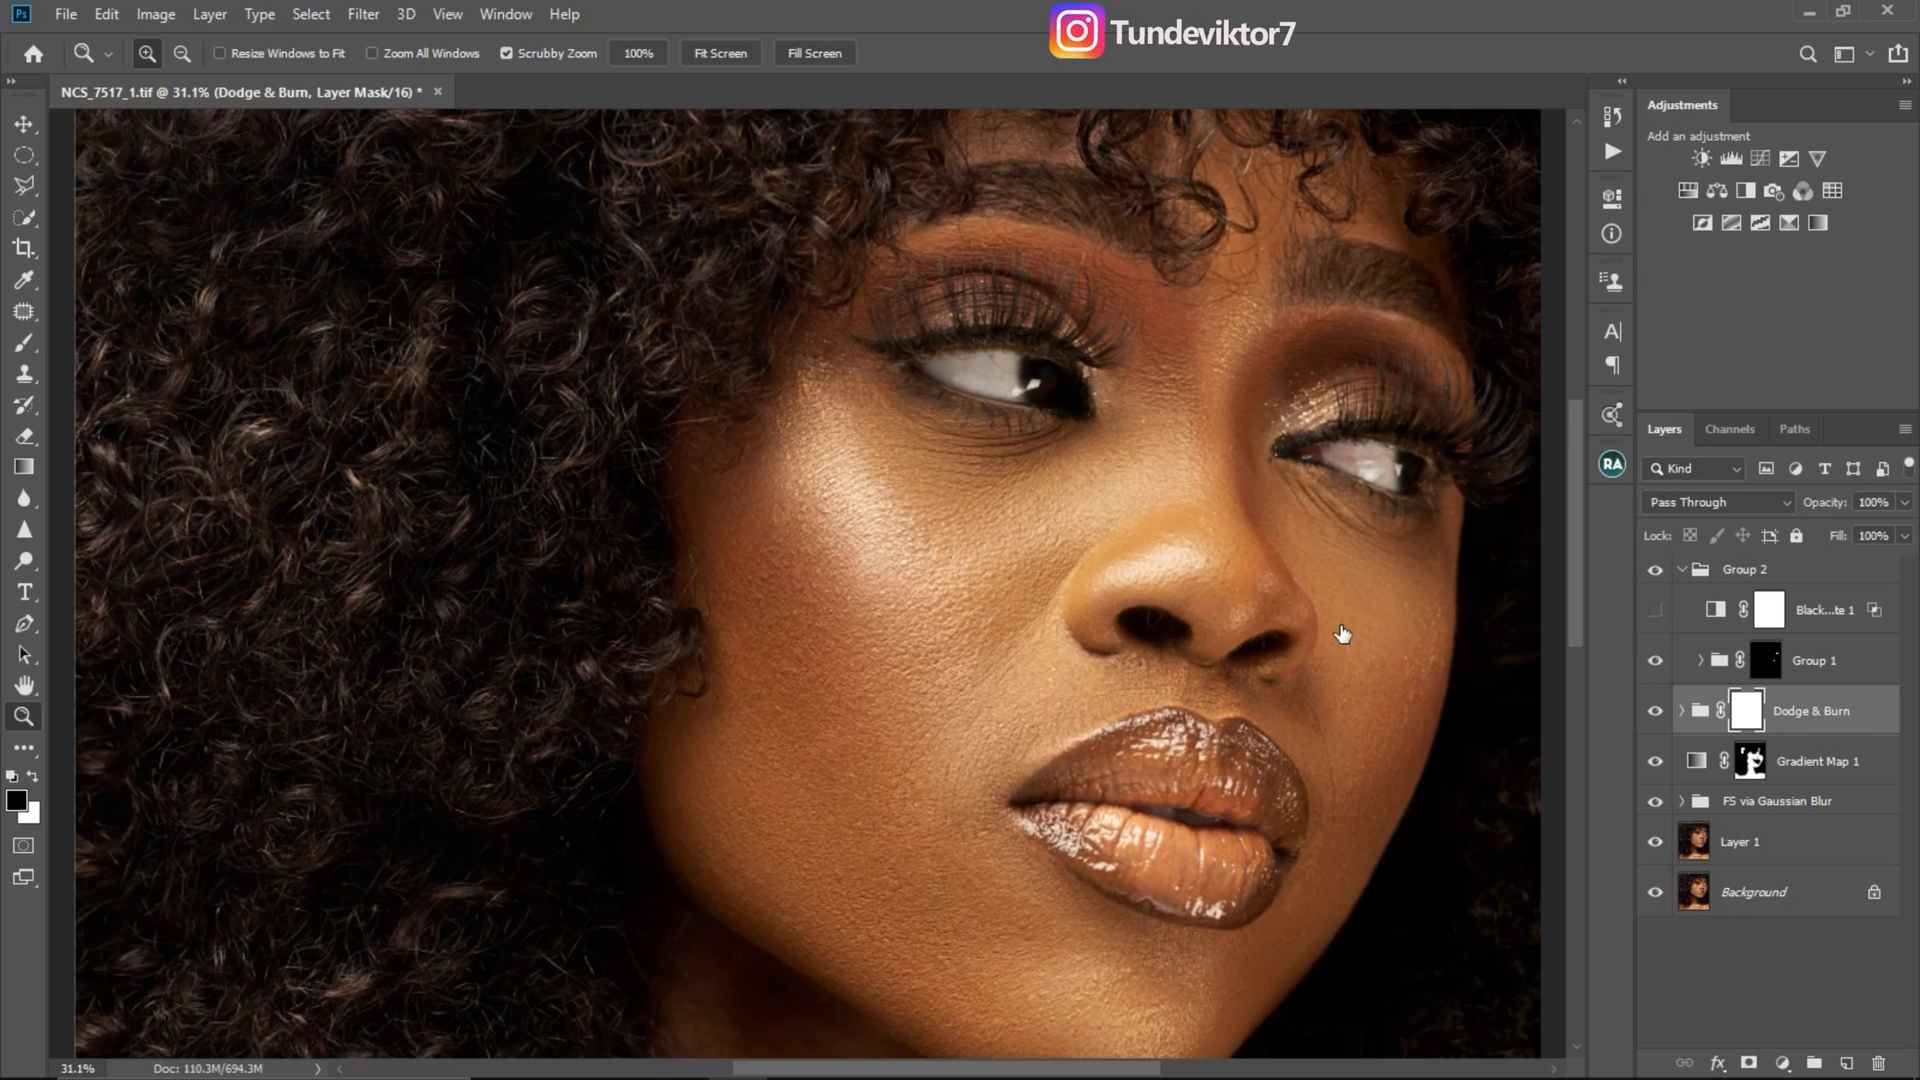 Ps File Edit Image Layer Type Select Filter 3D View Window Help
Tundeviktor7
Resize Windows to Fit Zoom All Windows Scrubby Zoom 100% Fit Screen Fill Screen
NCS_7517_1.tif @ 31.1% (Dodge & Burn, Layer Mask/16) *
Adjustments
Add an adjustment
Layers Channels Paths
Kind
Pass Through Opacity: 100%
Lock: Fill: 100%
Group 2
Black...te 1
Group 1
Dodge & Burn
Gradient Map 1
FS via Gaussian Blur
Layer 1
Background
RA
31.1% Doc: 110.3M/694.3M